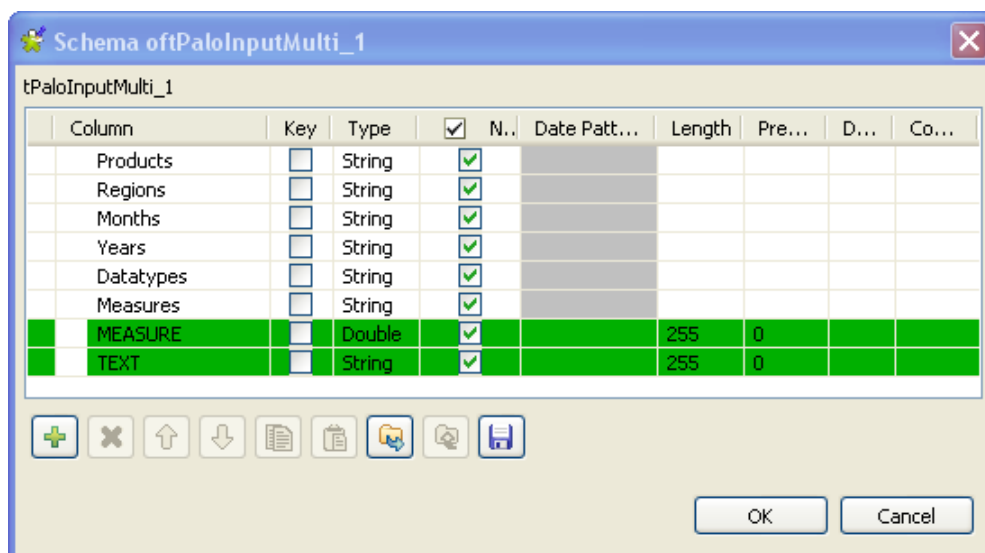 Schema oftPaloInputMulti_1
tPaloInputMulti_1
Column Key Type N.. Date Patt... Length Pre... D... Co...
Products String
Regions String
Months String
Years String
Datatypes String
Measures String
MEASURE Double 255 0
TEXT String 255 0
OK Cancel